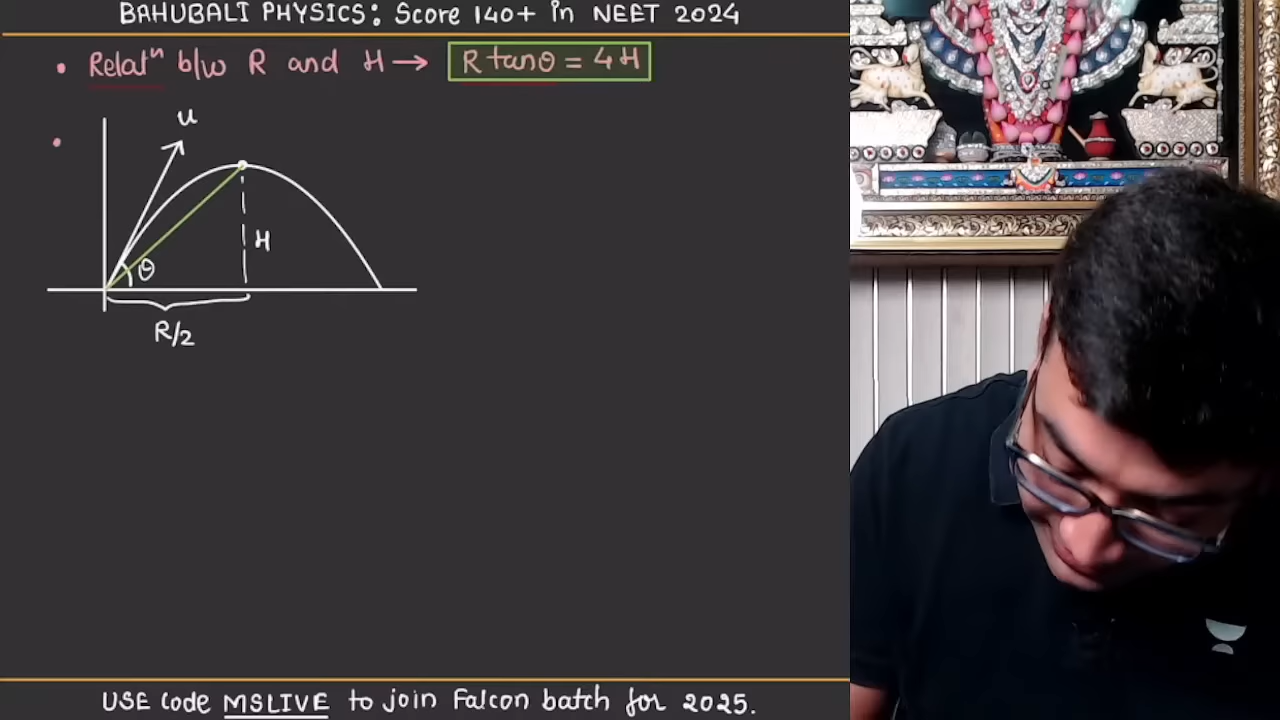 BAHUBALI PHYSICS: Score 140+ in NEET 2024
• Relatⁿ b/w R and H → R tanθ = 4H
•
u
H
θ
R/2
USE Code MSLIVE to join Falcon batch for 2025.